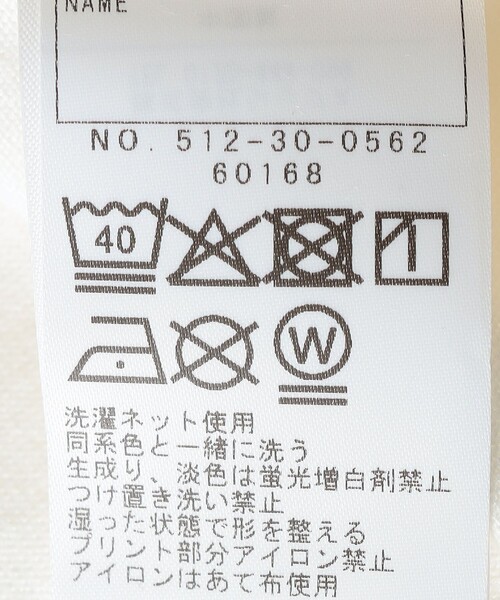 NAME
NO. 512-30-0562
60168
40
W
洗濯ネット使用
同系色と一緒に洗う
生成り、淡色は蛍光増白剤禁止
つけ置き洗い禁止
湿った状態で形を整える
プリント部分アイロン禁止
アイロンはあて布使用